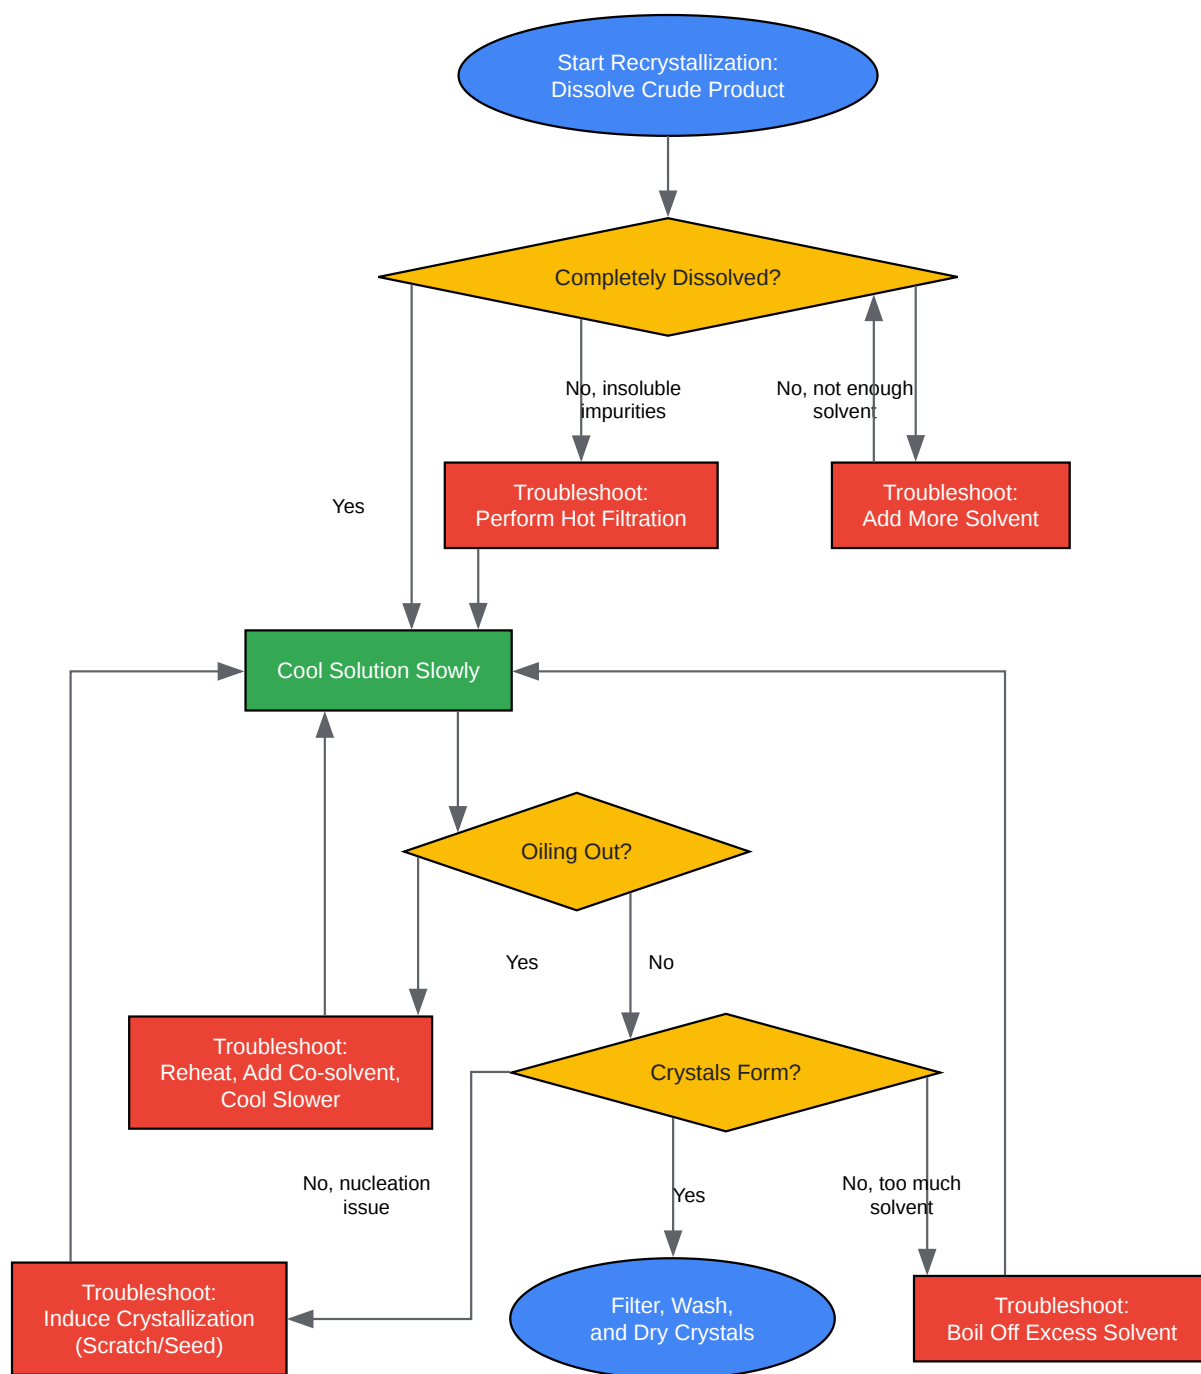 Start Recrystallization:
Dissolve Crude Product
Completely Dissolved?
No, insoluble
impurities
No, not enough
solvent
Yes
Troubleshoot:
Perform Hot Filtration
Troubleshoot:
Add More Solvent
Cool Solution Slowly
Oiling Out?
Yes
No
Troubleshoot:
Reheat, Add Co-solvent,
Cool Slower
Crystals Form?
No, nucleation
issue
Yes
No, too much
solvent
Troubleshoot:
Induce Crystallization
(Scratch/Seed)
Filter, Wash,
and Dry Crystals
Troubleshoot:
Boil Off Excess Solvent